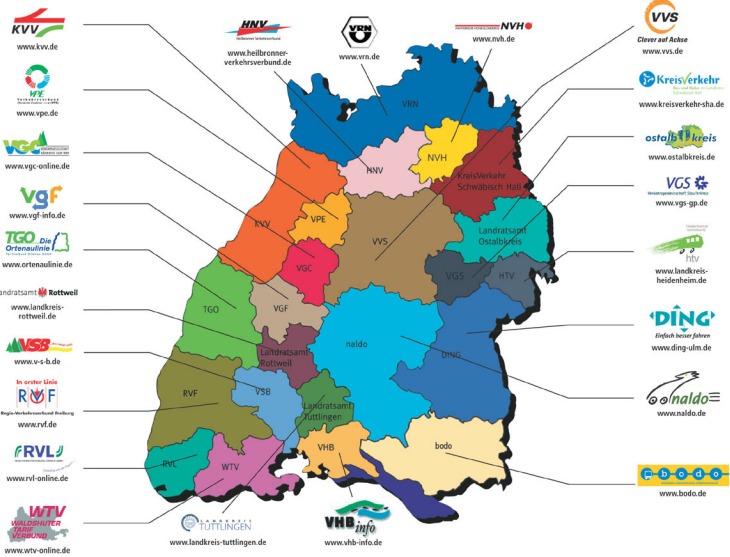 KVV
www.kvv.de
VPE
www.vpe.de
VGC
www.vgc-online.de
vgf
www.vgf-info.de
TGO Die
Ortenaulinie
www.ortenaulinie.de
Landratsamt Rottweil
www.landkreis-
rottweil.de
VSB
www.v-s-b.de
In erster Linie
RVF
Regio-Verkehrsverbund Freiburg
www.rvf.de
RVL
www.rvl-online.de
WTV
WALDSHUTER
TARIF
VERBUND
www.wtv-online.de
HNV
www.heilbronner-
verkehrsverbund.de
VRN
www.vrn.de
NVH
www.nvh.de
VVS
Clever auf Achse
www.vvs.de
KreisVerkehr
www.kreisverkehr-sha.de
ostalb kreis
www.ostalbkreis.de
VGS
www.vgs-gp.de
htv
www.landkreis-
heidenheim.de
DING
Einfach besser fahren
www.ding-ulm.de
naldo
www.naldo.de
bodo
www.bodo.de
LANDKREIS
TUTTLINGEN
www.landkreis-tuttlingen.de
VHB
info
www.vhb-info.de
VRN
HNV
NVH
KreisVerkehr
Schwäbisch Hall
KVV
VPE
VVS
Landratsamt
Ostalbkreis
VGC
VGS
HTV
TGO
VGF
naldo
DING
Landratsamt
Rottweil
RVF
VSB
Landratsamt
Tuttlingen
VHB
bodo
RVL
WTV